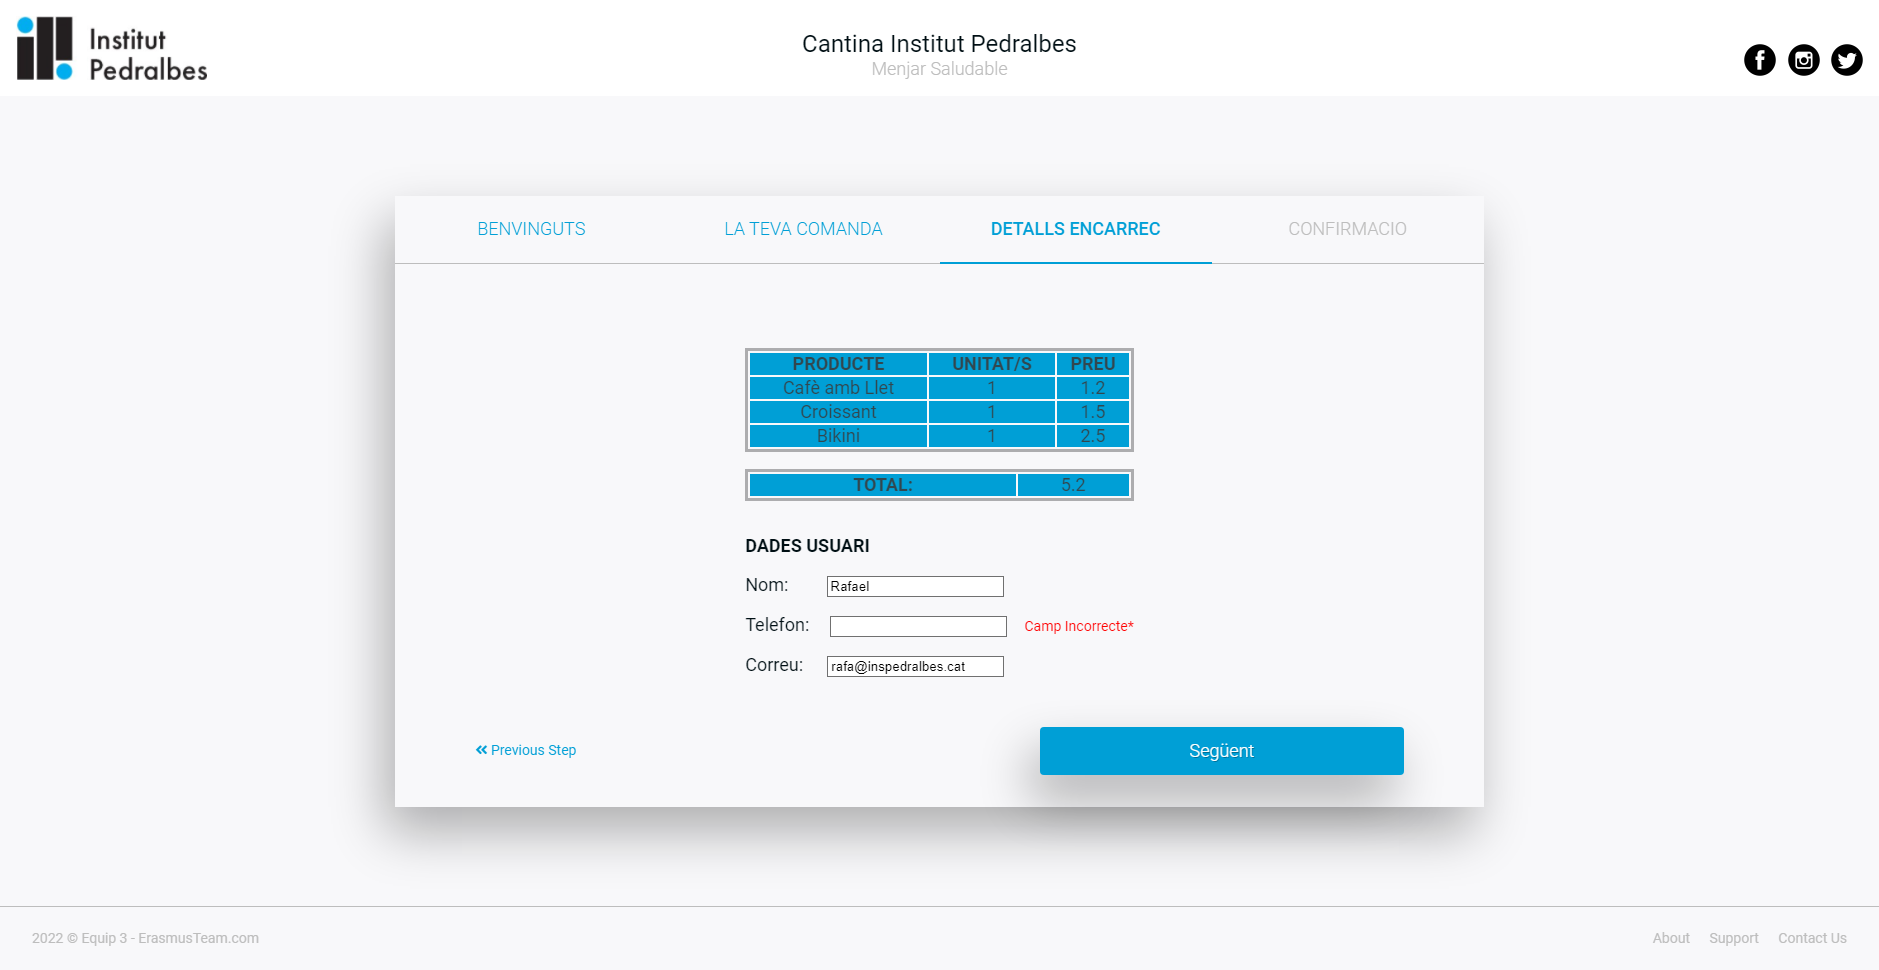 Institut
Pedralbes
Cantina Institut Pedralbes
Menjar Saludable
BENVINGUTS LA TEVA COMANDA DETALLS ENCARREC CONFIRMACIO
PRODUCTE UNITAT/S PREU
Cafè amb Llet 1 1.2
Croissant 1 1.5
Bikini 1 2.5
TOTAL: 5.2
DADES USUARI
Nom: Rafael
Telefon: Camp Incorrecte*
Correu: rafa@inspedralbes.cat
Previous Step Següent
2022 © Equip 3 - ErasmusTeam.com About Support Contact Us